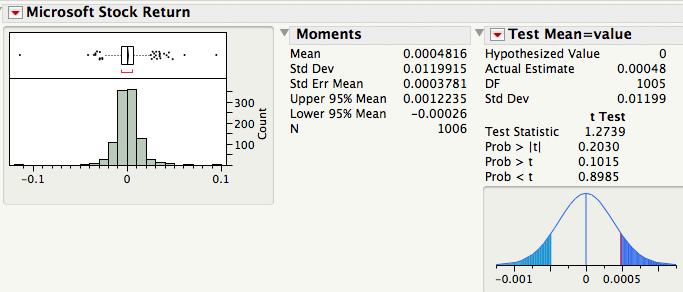 Microsoft Stock Return
300
200
100
Count
-0.1
0
0.1
Moments
Mean 0.0004816
Std Dev 0.0119915
Std Err Mean 0.0003781
Upper 95% Mean 0.0012235
Lower 95% Mean -0.00026
N 1006
Test Mean=value
Hypothesized Value 0
Actual Estimate 0.00048
DF 1005
Std Dev 0.01199
t Test
Test Statistic 1.2739
Prob > |t| 0.2030
Prob > t 0.1015
Prob < t 0.8985
-0.001
0
0.0005